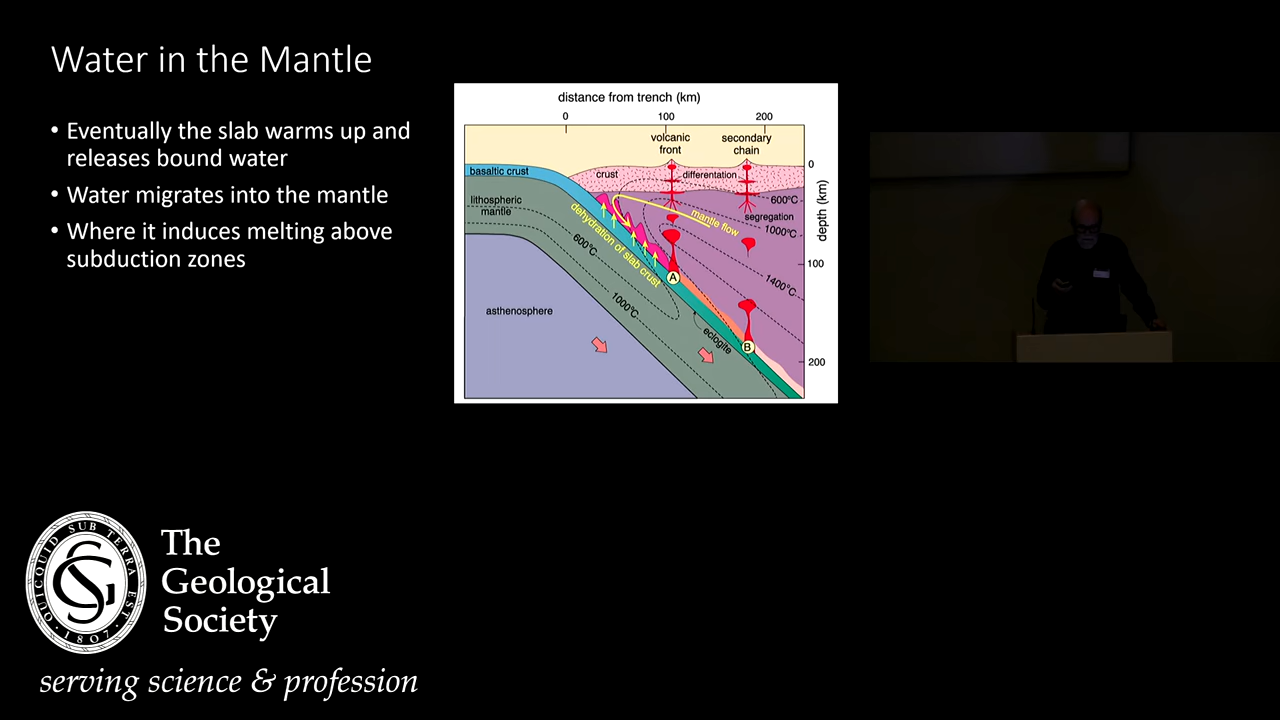 Water in the Mantle
• Eventually the slab warms up and
releases bound water
• Water migrates into the mantle
• Where it induces melting above
subduction zones
distance from trench (km)
0 100 200
volcanic
front
secondary
chain
basaltic crust
crust
differentation
0
lithospheric
mantle
600°C
segregation
1000°C
mantle flow
depth (km)
dehydration of slab crust
600°C
100
A
1400°C
1000°C
asthenosphere
eclogite
B
200
QUICQUID SUB TERRA EST
· 1807 ·
GS
The
Geological
Society
serving science & profession